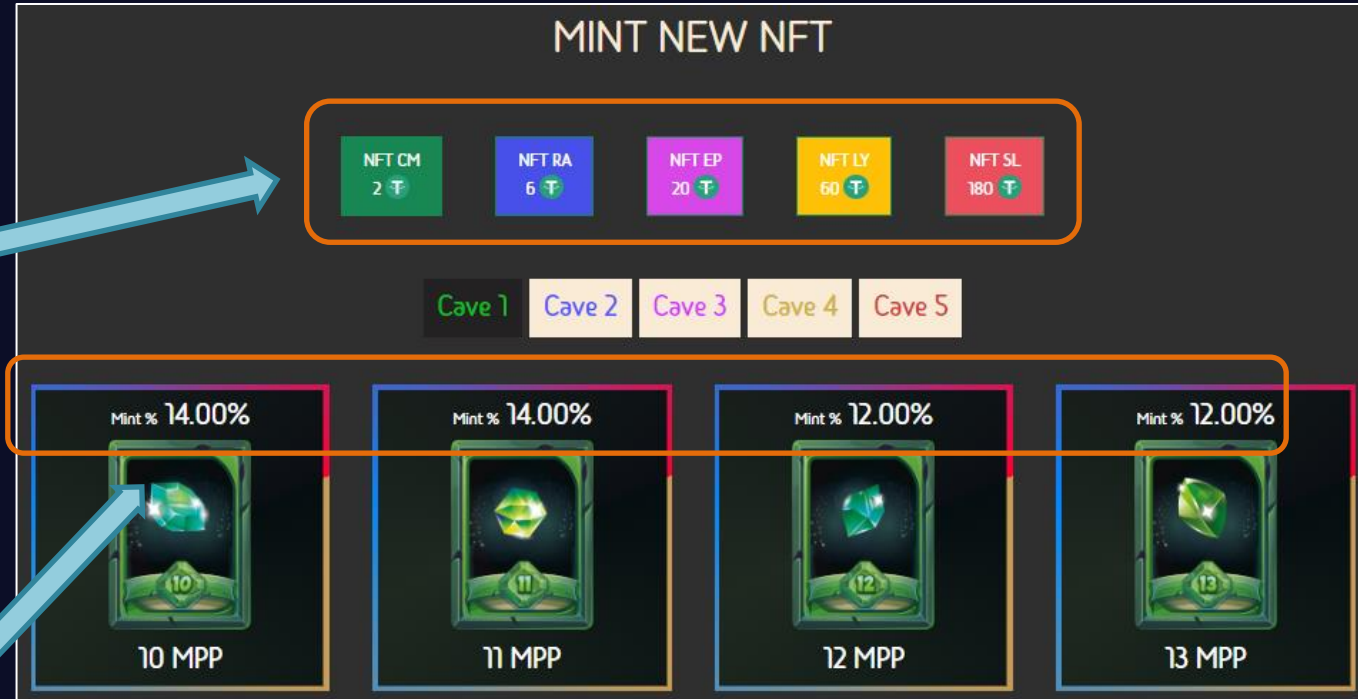 MINT NEW NFT
NFT CM
2
NFT RA
6
NFT EP
20
NFT LY
60
NFT SL
180
Cave 1
Cave 2
Cave 3
Cave 4
Cave 5
Mint % 14.00%
10
10 MPP
Mint % 14.00%
11
11 MPP
Mint % 12.00%
12
12 MPP
Mint % 12.00%
13
13 MPP